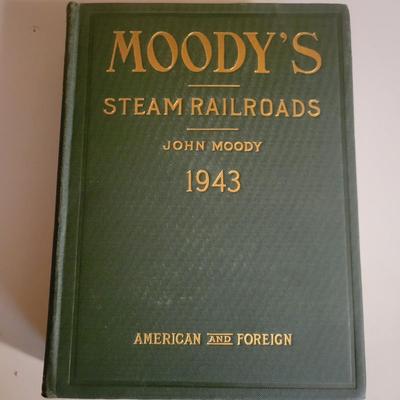 MOODY'S
STEAM RAILROADS
JOHN MOODY
1943
AMERICAN AND FOREIGN